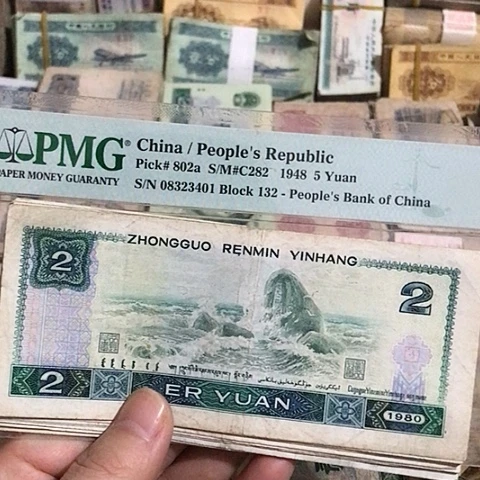 PMG®
PAPER MONEY GUARANTY
China / People's Republic
Pick# 802a S/M#C282 1948 5 Yuan
S/N 08323401 Block 132 - People's Bank of China
ZHONGGUO RENMIN YINHANG
2
2
2 ER YUAN
1980